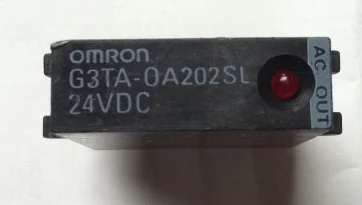 OMRON
G3TA-OA202SL
24VDC
AC OUT